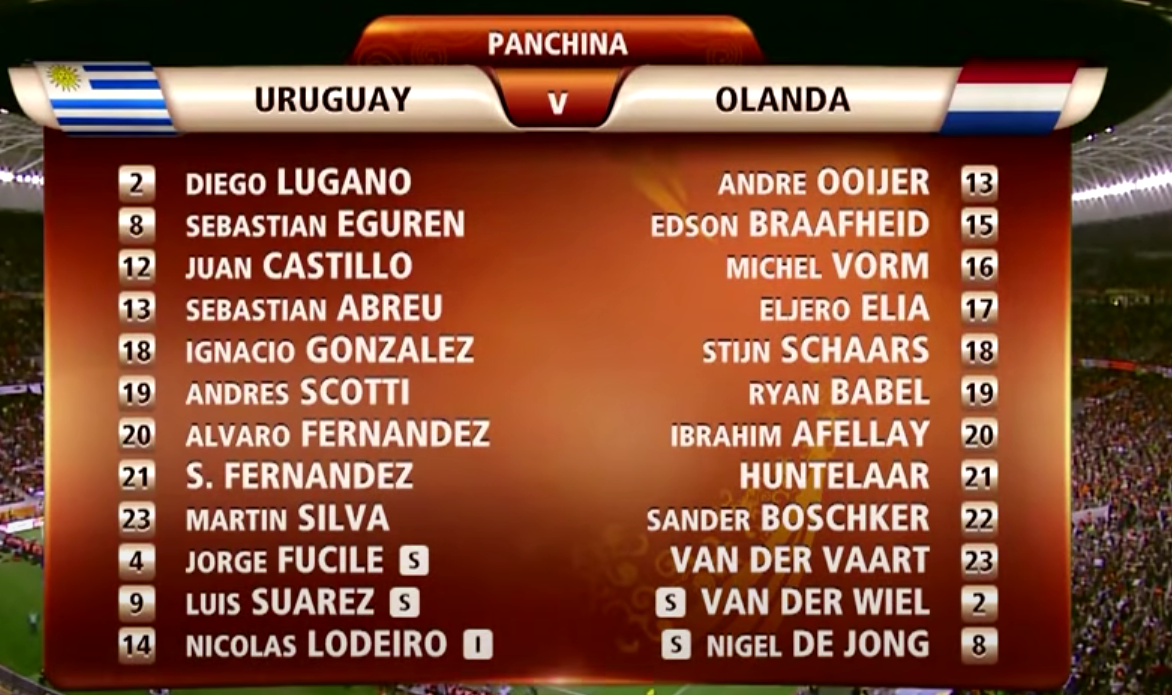 PANCHINA
URUGUAY V OLANDA
2 DIEGO LUGANO ANDRE OOIJER 13
8 SEBASTIAN EGUREN EDSON BRAAFHEID 15
12 JUAN CASTILLO MICHEL VORM 16
13 SEBASTIAN ABREU ELJERO ELIA 17
18 IGNACIO GONZALEZ STIJN SCHAARS 18
19 ANDRES SCOTTI RYAN BABEL 19
20 ALVARO FERNANDEZ IBRAHIM AFELLAY 20
21 S. FERNANDEZ HUNTELAAR 21
23 MARTIN SILVA SANDER BOSCHKER 22
4 JORGE FUCILE S VAN DER VAART 23
9 LUIS SUAREZ S S VAN DER WIEL 2
14 NICOLAS LODEIRO I S NIGEL DE JONG 8